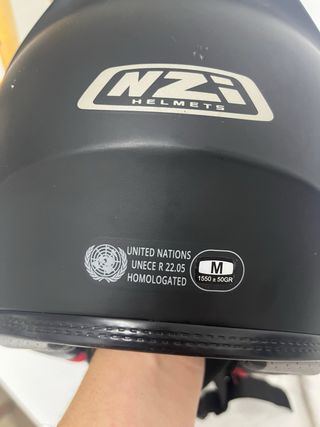 NZi
HELMETS
UNITED NATIONS
UNECE R 22.05
HOMOLOGATED
M
1550 ± 50GR